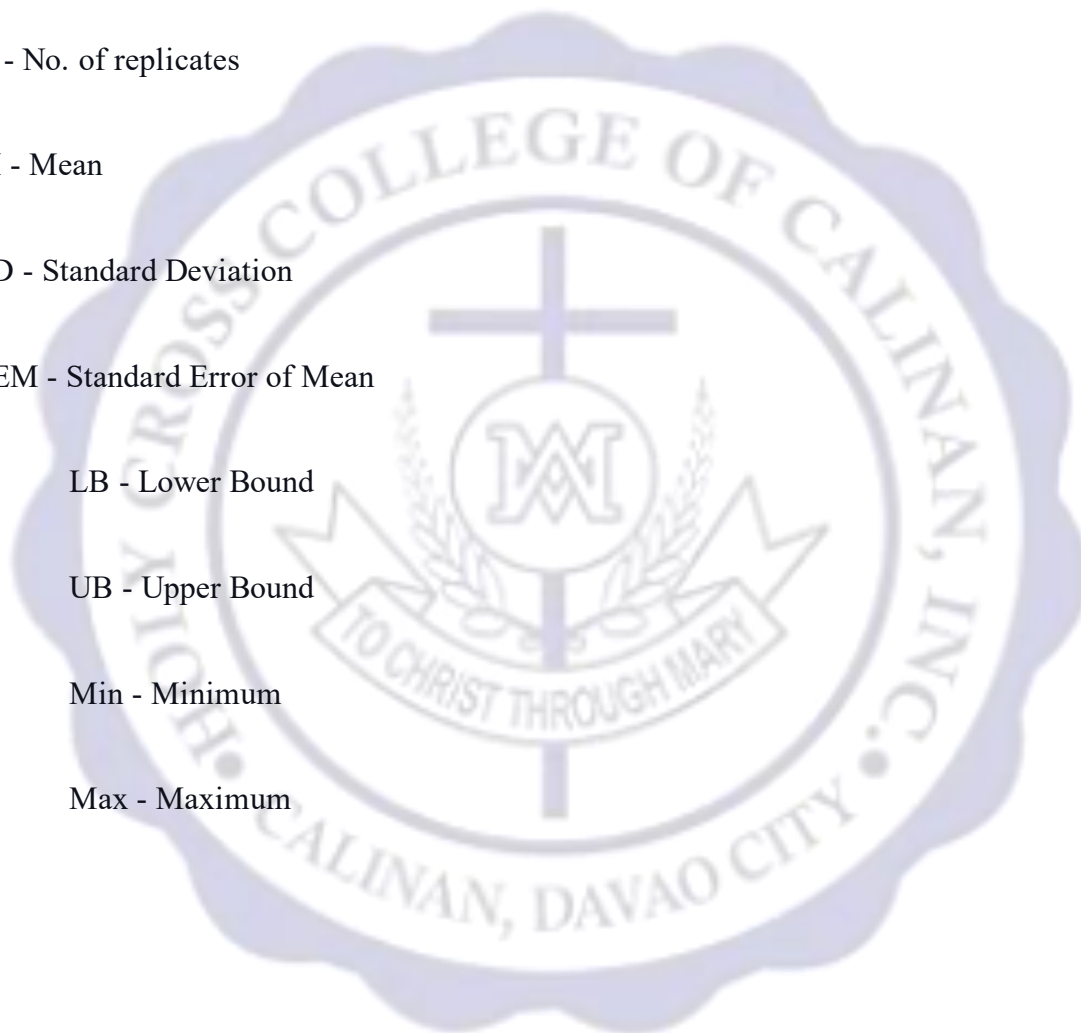 - No. of replicates
- Mean
D - Standard Deviation
EM - Standard Error of Mean
LB - Lower Bound
UB - Upper Bound
Min - Minimum
Max - Maximum
HOLY CROSS COLLEGE OF CALINAN, INC.
TO CHRIST THROUGH MARY
CALINAN, DAVAO CITY